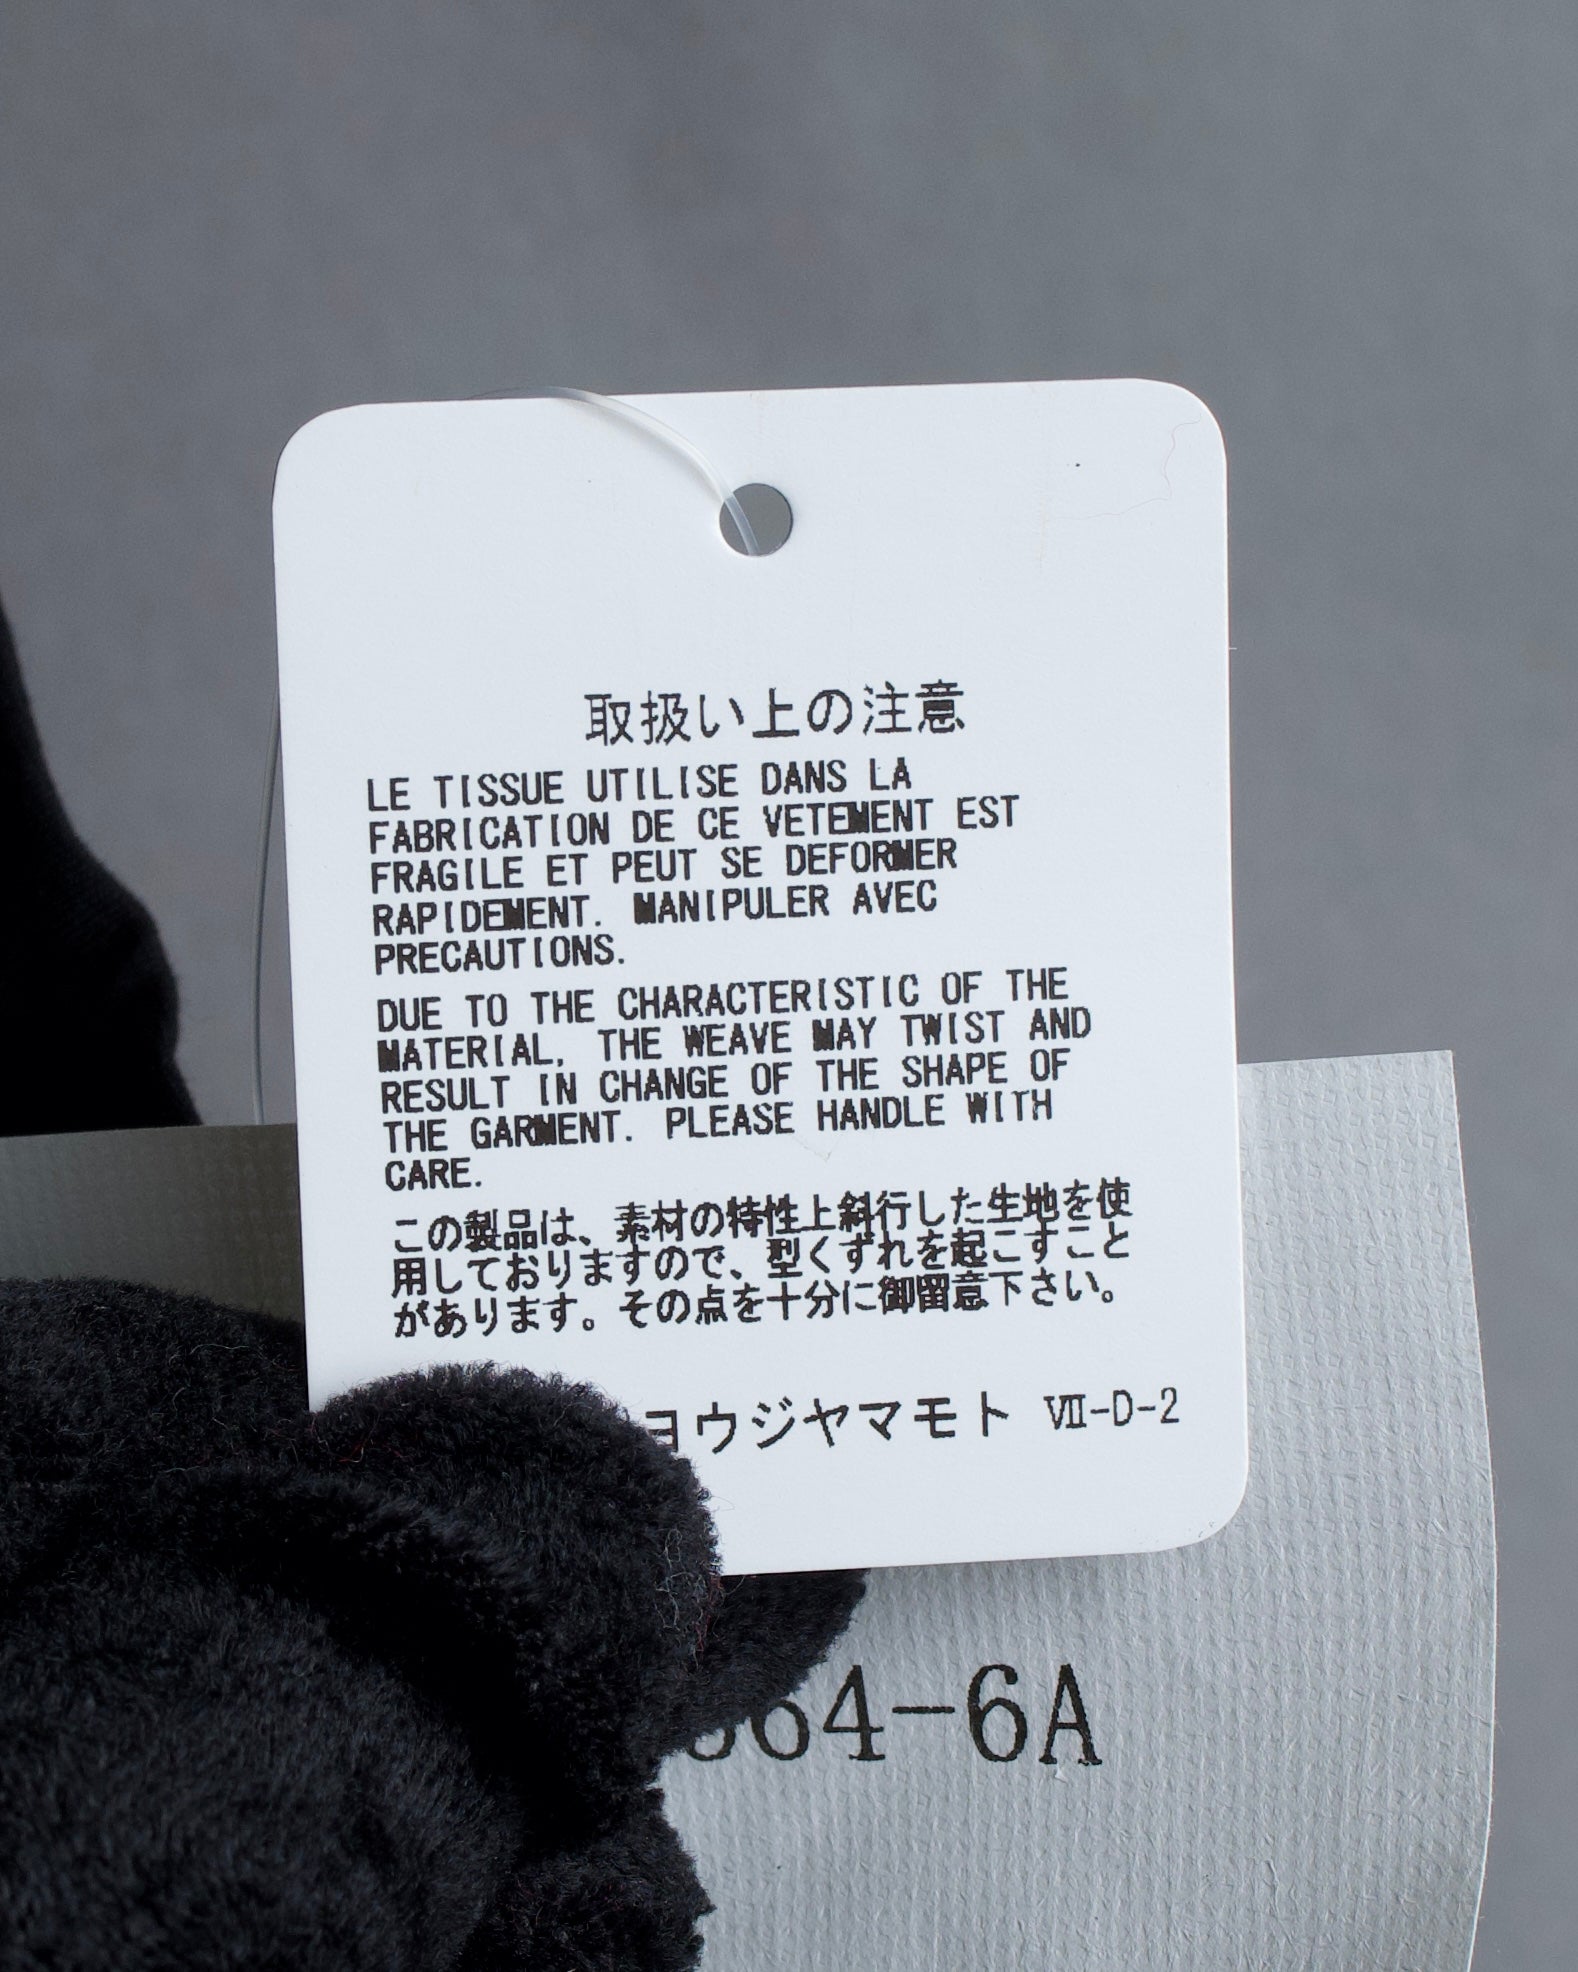 取扱い上の注意
LE TISSUE UTILISE DANS LA
FABRICATION DE CE VETEMENT EST
FRAGILE ET PEUT SE DEFORMER
RAPIDEMENT. MANIPULER AVEC
PRECAUTIONS.
DUE TO THE CHARACTERISTIC OF THE
MATERIAL, THE WEAVE MAY TWIST AND
RESULT IN CHANGE OF THE SHAPE OF
THE GARMENT. PLEASE HANDLE WITH
CARE.
この製品は、素材の特性上斜行した生地を使
用しておりますので、型くずれを起こすこと
があります。その点を十分に御留意下さい。
ヨウジヤマモト Ⅶ-D-2
64-6A